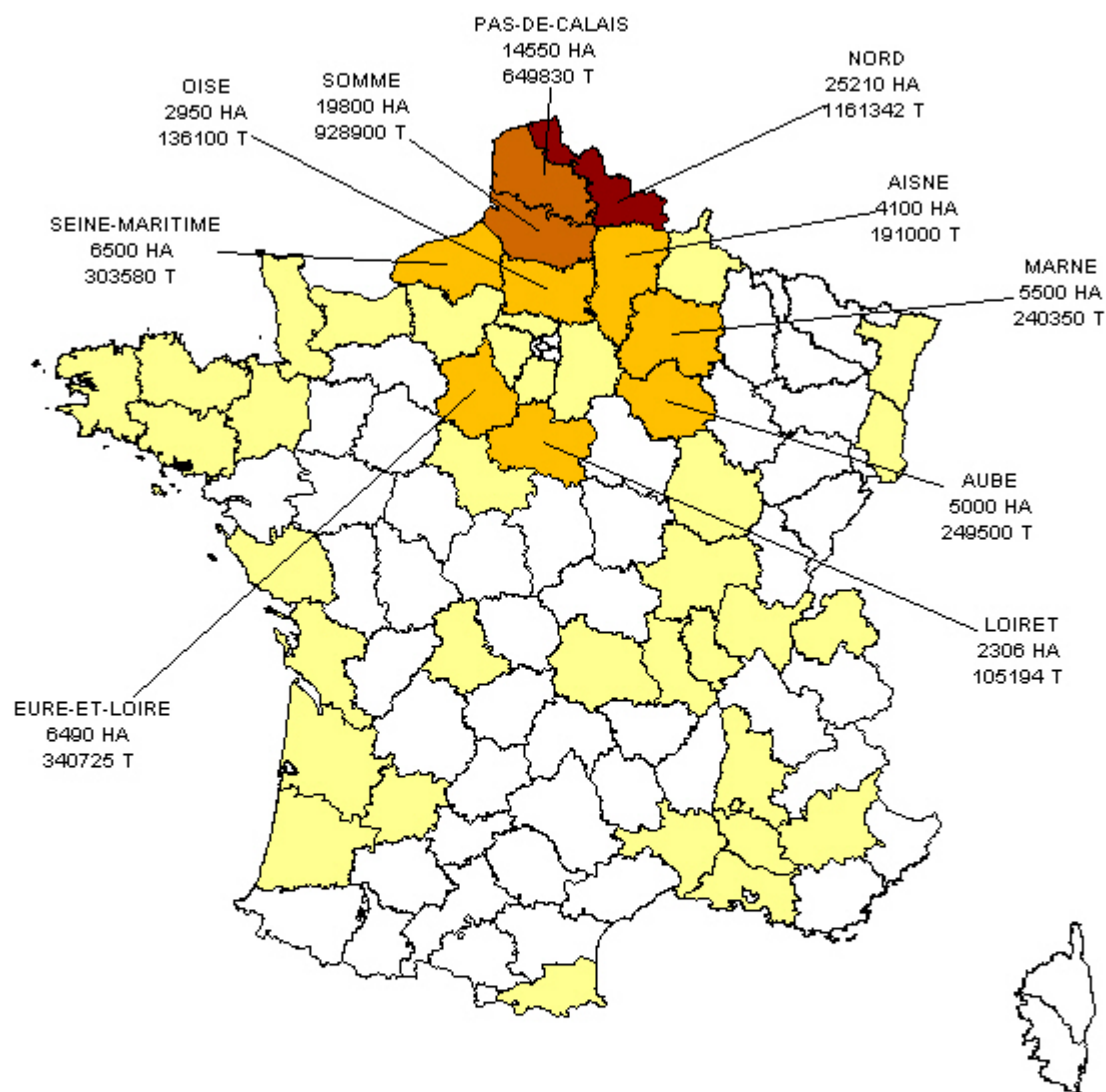 PAS-DE-CALAIS
14550 HA
649830 T
NORD
25210 HA
1161342 T
OISE
2950 HA
136100 T
SOMME
19800 HA
928900 T
AISNE
4100 HA
191000 T
SEINE-MARITIME
6500 HA
303580 T
MARNE
5500 HA
240350 T
AUBE
5000 HA
249500 T
LOIRET
2306 HA
105194 T
EURE-ET-LOIRE
6490 HA
340725 T